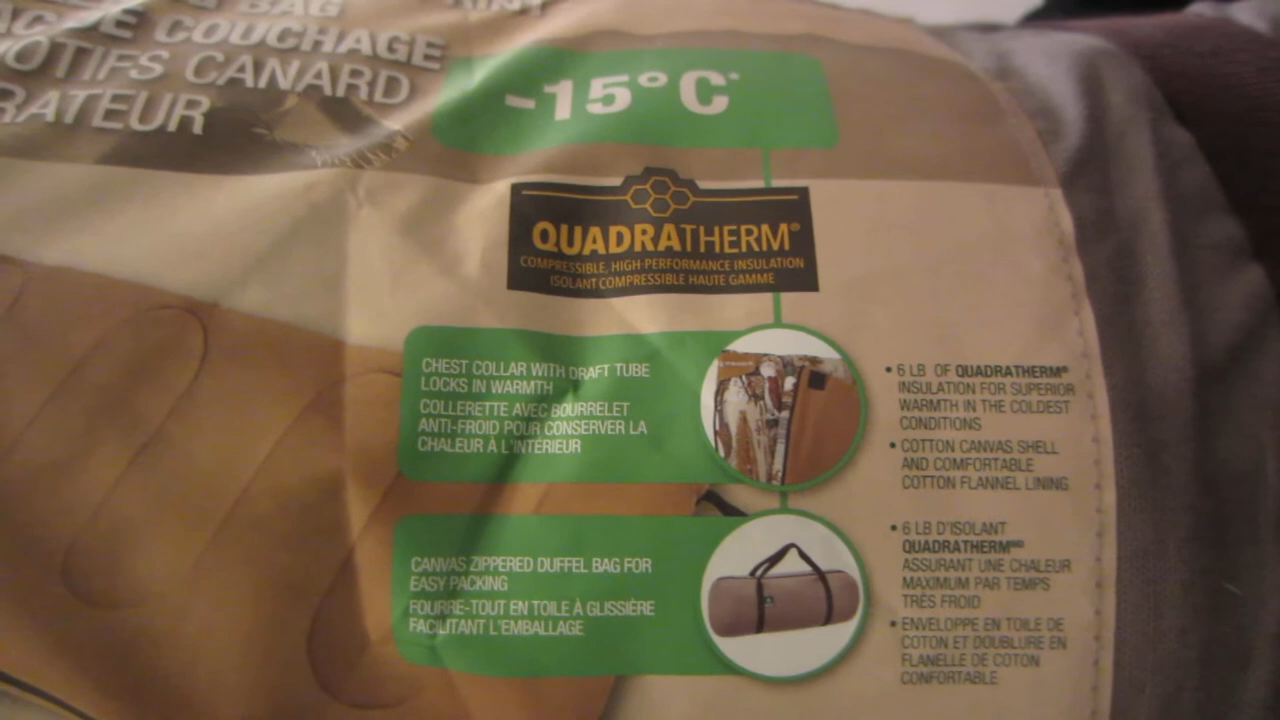 BAG
COUCHAGE
OTIFS CANARD
RATEUR
-15°C*
QUADRATHERM®
COMPRESSIBLE, HIGH-PERFORMANCE INSULATION
ISOLANT COMPRESSIBLE HAUTE GAMME
CHEST COLLAR WITH DRAFT TUBE
LOCKS IN WARMTH
COLLERETTE AVEC BOURRELET
ANTI-FROID POUR CONSERVER LA
CHALEUR À L'INTÉRIEUR
CANVAS ZIPPERED DUFFEL BAG FOR
EASY PACKING
FOURRE-TOUT EN TOILE À GLISSIÈRE
FACILITANT L'EMBALLAGE
• 6 LB OF QUADRATHERM®
INSULATION FOR SUPERIOR
WARMTH IN THE COLDEST
CONDITIONS
• COTTON CANVAS SHELL
AND COMFORTABLE
COTTON FLANNEL LINING
• 6 LB D'ISOLANT
QUADRATHERMMD
ASSURANT UNE CHALEUR
MAXIMUM PAR TEMPS
TRÈS FROID
• ENVELOPPE EN TOILE DE
COTON ET DOUBLURE EN
FLANELLE DE COTON
CONFORTABLE